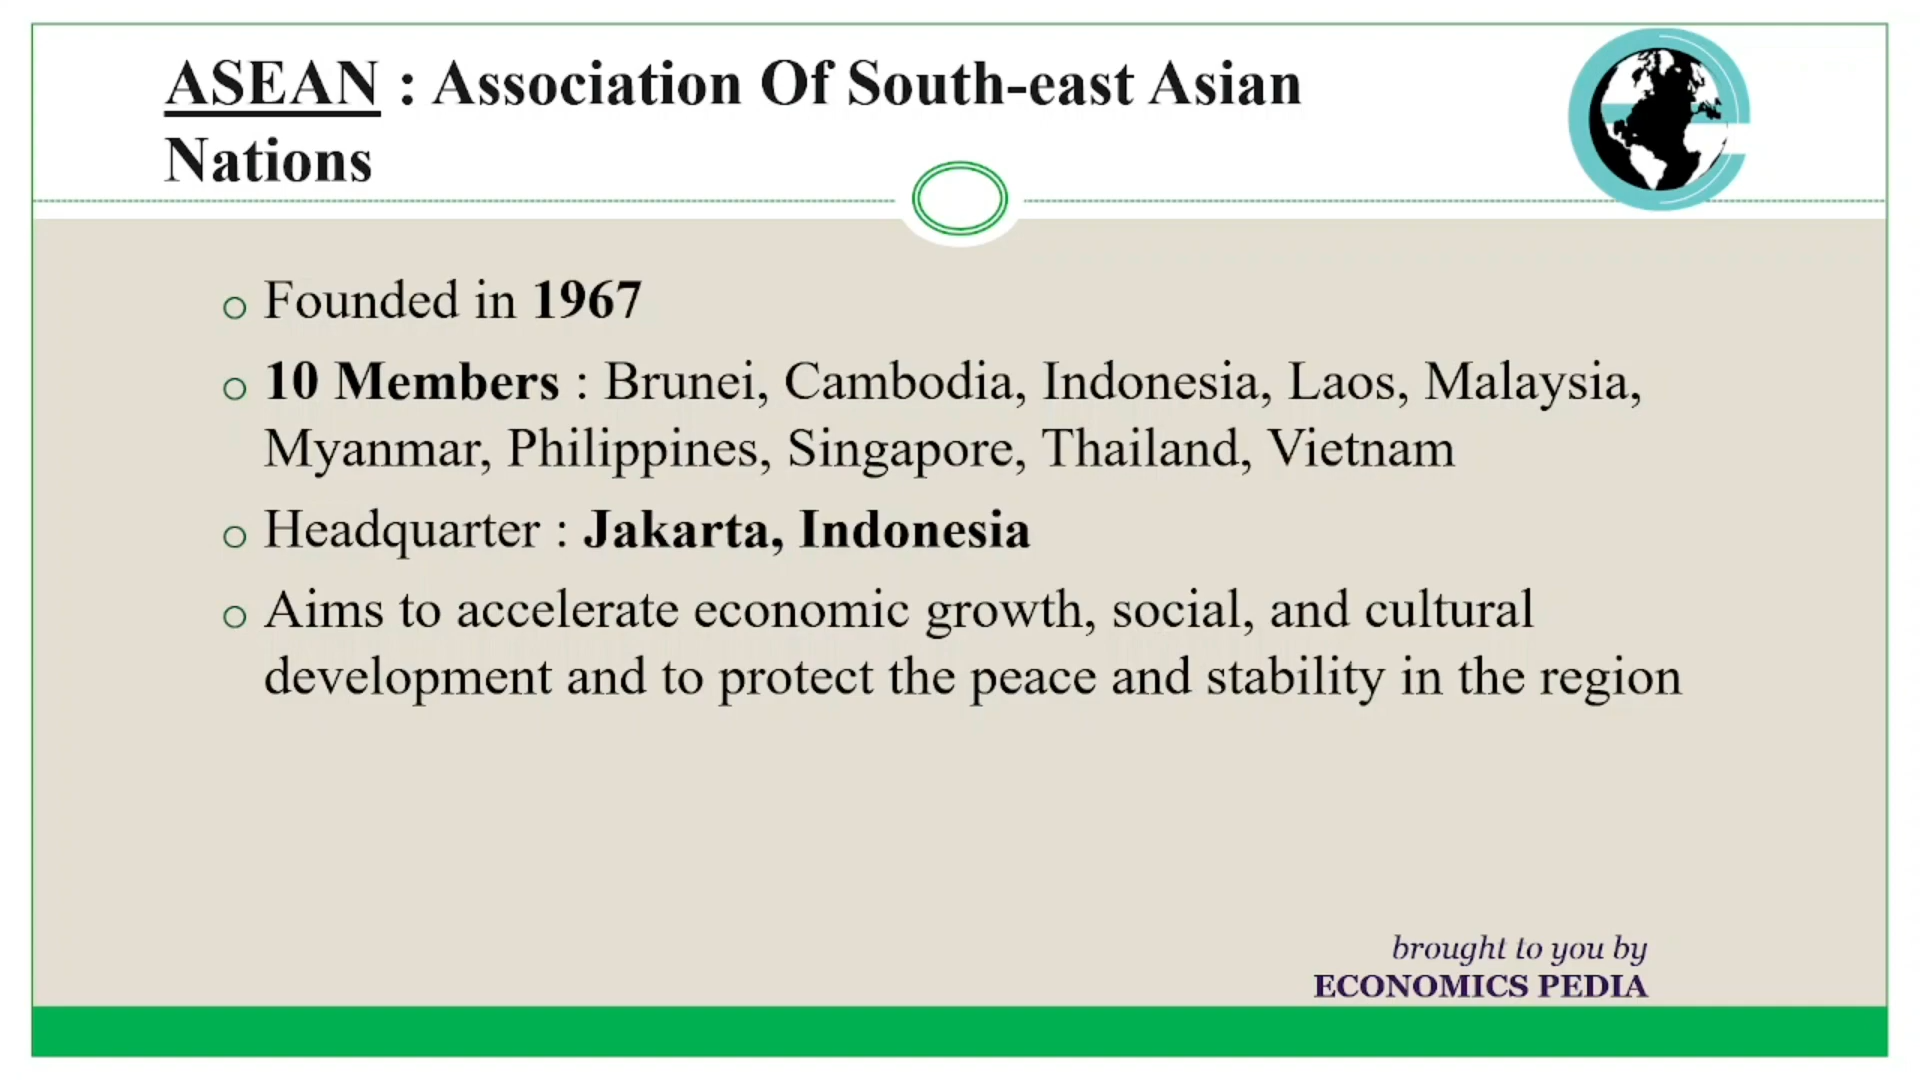 ASEAN : Association Of South-east Asian
Nations
Founded in 1967
10 Members : Brunei, Cambodia, Indonesia, Laos, Malaysia,
Myanmar, Philippines, Singapore, Thailand, Vietnam
Headquarter : Jakarta, Indonesia
Aims to accelerate economic growth, social, and cultural
development and to protect the peace and stability in the region
brought to you by
ECONOMICS PEDIA